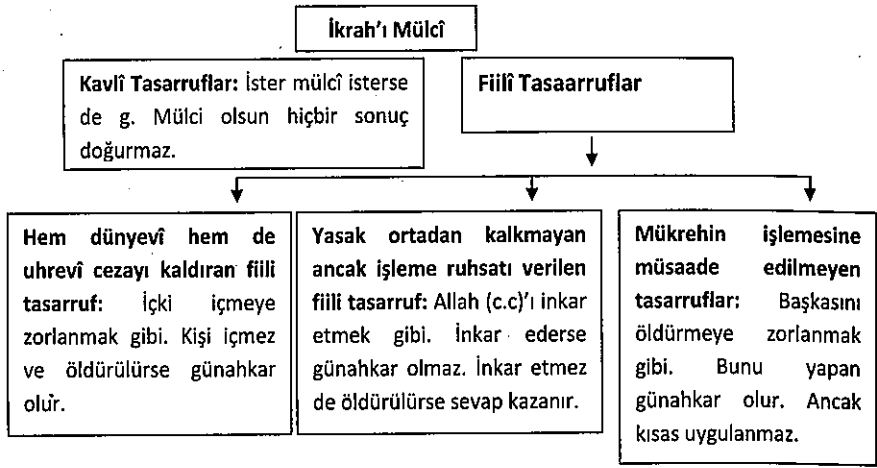 İkrah'ı Mülcî
Kavlî Tasarruflar: İster mülcî isterse
de g. Mülci olsun hiçbir sonuç
doğurmaz.
Fiilî Tasaarruflar
Hem dünyevî hem de
uhrevî cezayı kaldıran fiili
tasarruf: İçki içmeye
zorlanmak gibi. Kişi içmez
ve öldürülürse günahkar
olur.
Yasak ortadan kalkmayan
ancak işleme ruhsatı verilen
fiili tasarruf: Allah (c.c)'ı inkar
etmek gibi. İnkar ederse
günahkar olmaz. İnkar etmez
de öldürülürse sevap kazanır.
Mükrehin işlemesine
müsaade edilmeyen
tasarruflar: Başkasını
öldürmeye zorlanmak
gibi. Bunu yapan
günahkar olur. Ancak
kısas uygulanmaz.